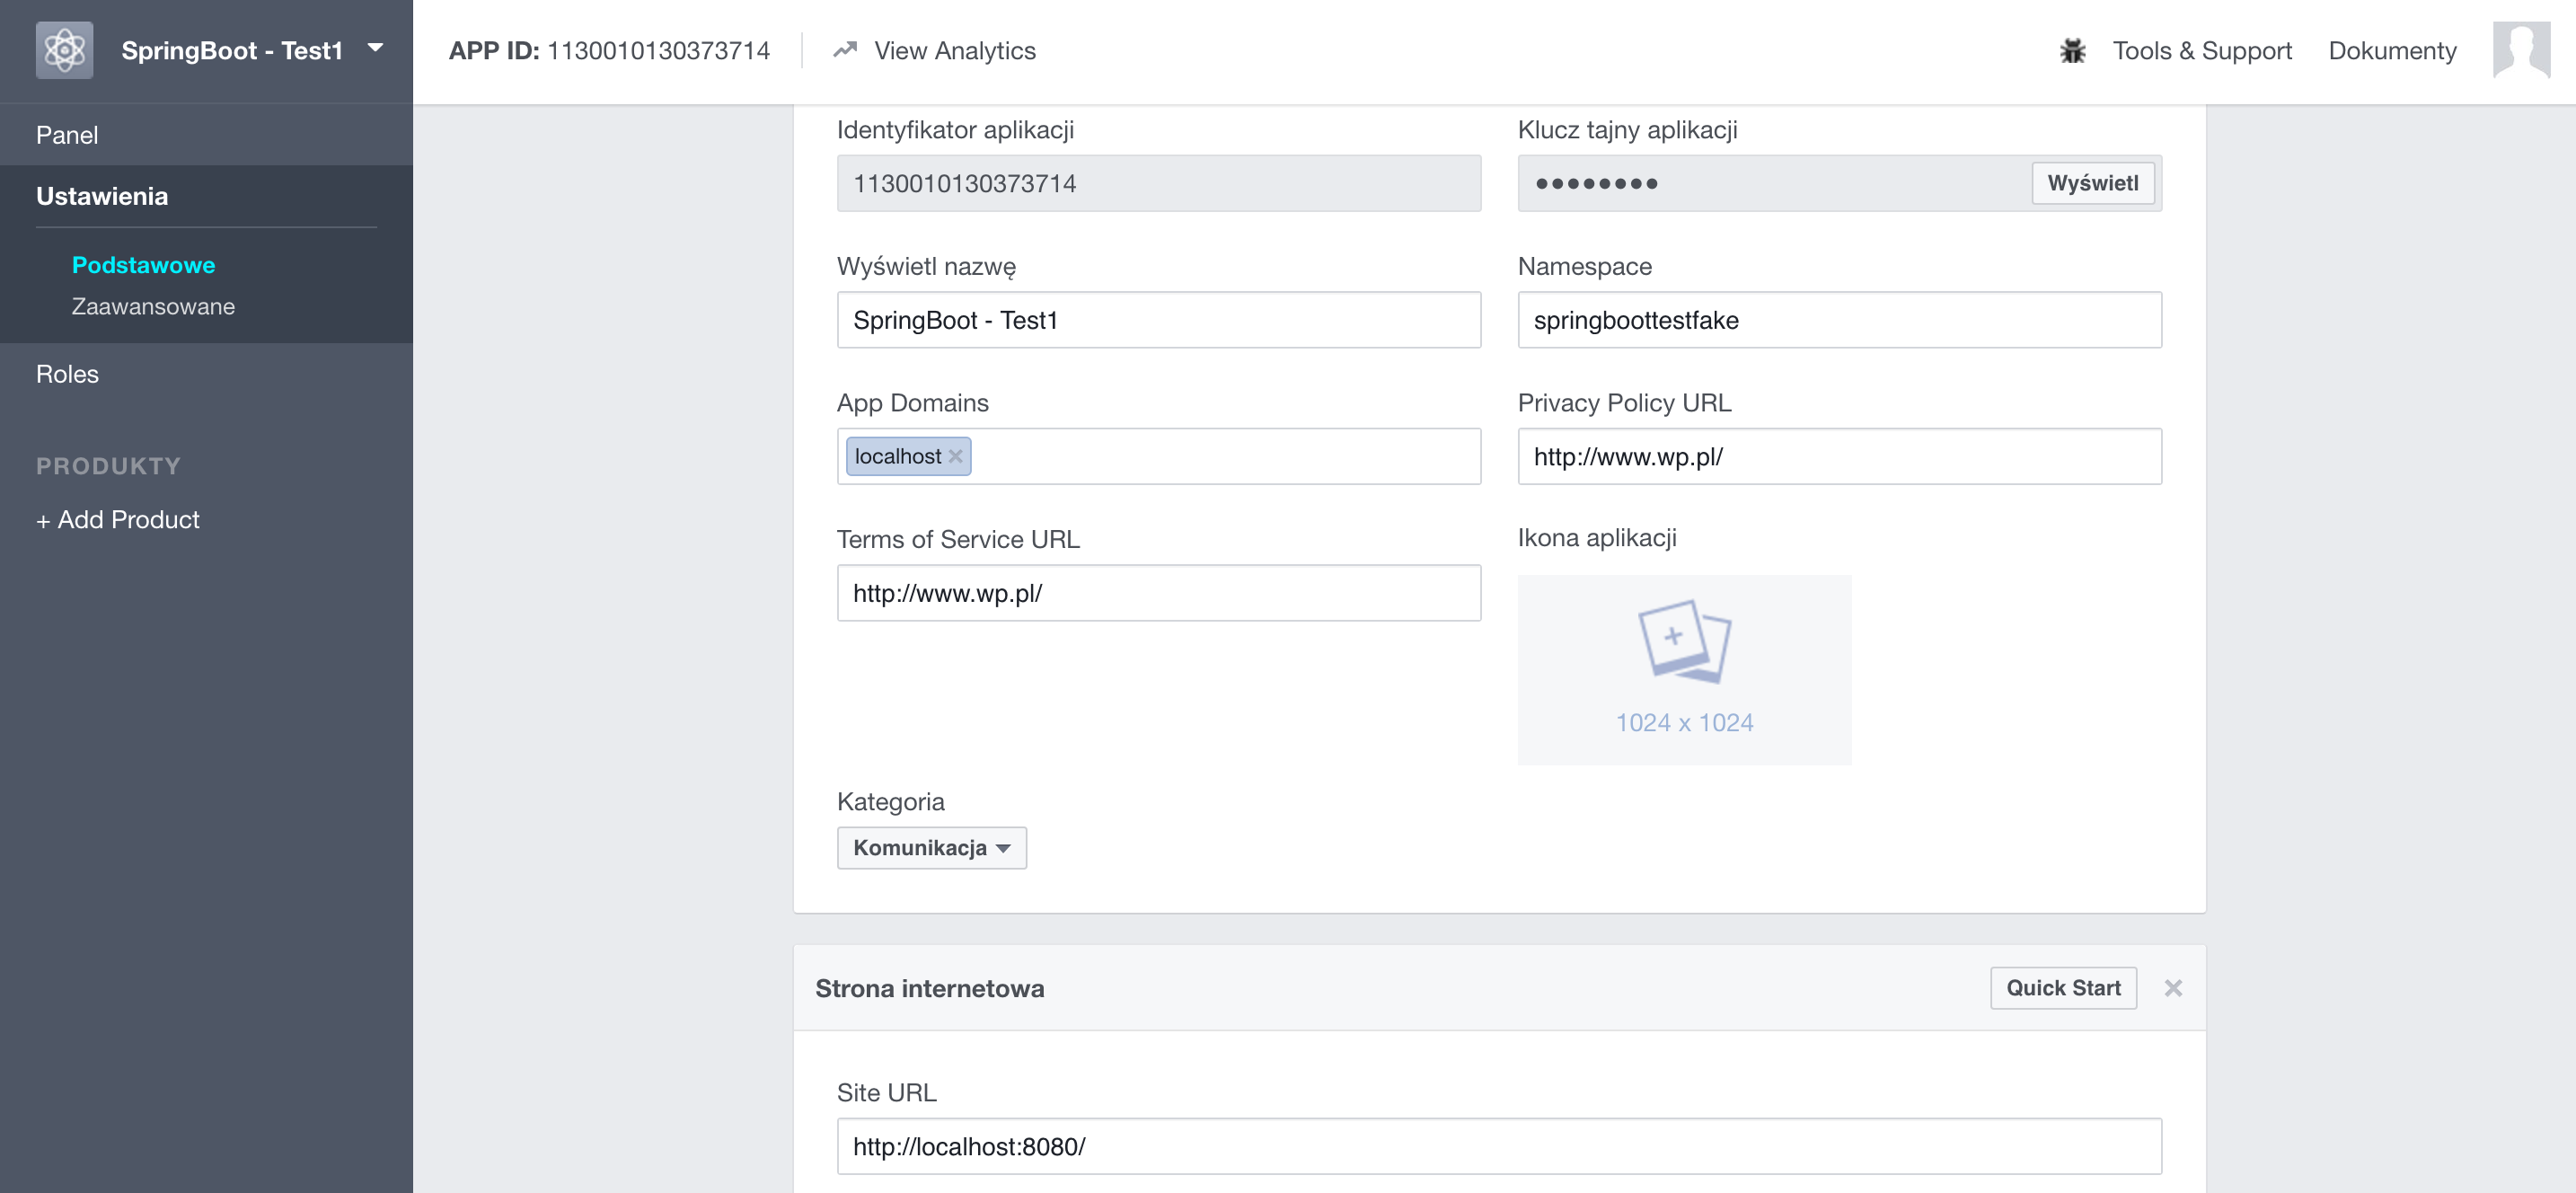 SpringBoot - Test1
APP ID: 1130010130373714
View Analytics
Tools & Support
Dokumenty
Panel
Ustawienia
Podstawowe
Zaawansowane
Roles
PRODUKTY
+ Add Product
Identyfikator aplikacji
Klucz tajny aplikacji
1130010130373714
●●●●●●●●
Wyświetl
Wyświetl nazwę
Namespace
SpringBoot - Test1
springboottestfake
App Domains
Privacy Policy URL
localhost ×
http://www.wp.pl/
Terms of Service URL
Ikona aplikacji
http://www.wp.pl/
1024 x 1024
Kategoria
Komunikacja
Strona internetowa
Quick Start
Site URL
http://localhost:8080/